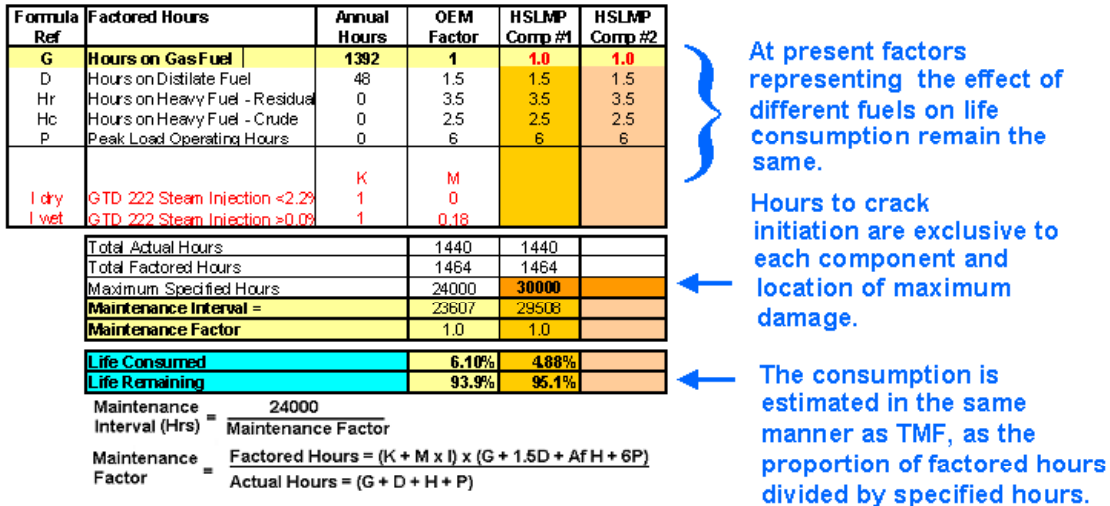 Formula Factored Hours Annual OEM HSLMP HSLMP
Ref Hours Factor Comp #1 Comp #2
G Hours on Gas Fuel 1392 1 1.0 1.0
D Hours on Distilate Fuel 48 1.5 1.5 1.5
Hr Hours on Heavy Fuel - Residual 0 3.5 3.5 3.5
Hc Hours on Heavy Fuel - Crude 0 2.5 2.5 2.5
P Peak Load Operating Hours 0 6 6 6
K M
I dry GTD 222 Steam Injection <2.2% 1 0
I wet GTD 222 Steam Injection >0.0% 1 0.18
Total Actual Hours 1440 1440
Total Factored Hours 1464 1464
Maximum Specified Hours 24000 30000
Maintenance Interval = 23607 29508
Maintenance Factor 1.0 1.0
Life Consumed 6.10% 4.88%
Life Remaining 93.9% 95.1%
Maintenance Interval (Hrs) = 24000
Maintenance Factor
Maintenance Factor = Factored Hours = (K + M x I) x (G + 1.5D + Af H + 6P)
Actual Hours = (G + D + H + P)
At present factors
representing the effect of
different fuels on life
consumption remain the
same.
Hours to crack
initiation are exclusive to
each component and
location of maximum
damage.
The consumption is
estimated in the same
manner as TMF, as the
proportion of factored hours
divided by specified hours.